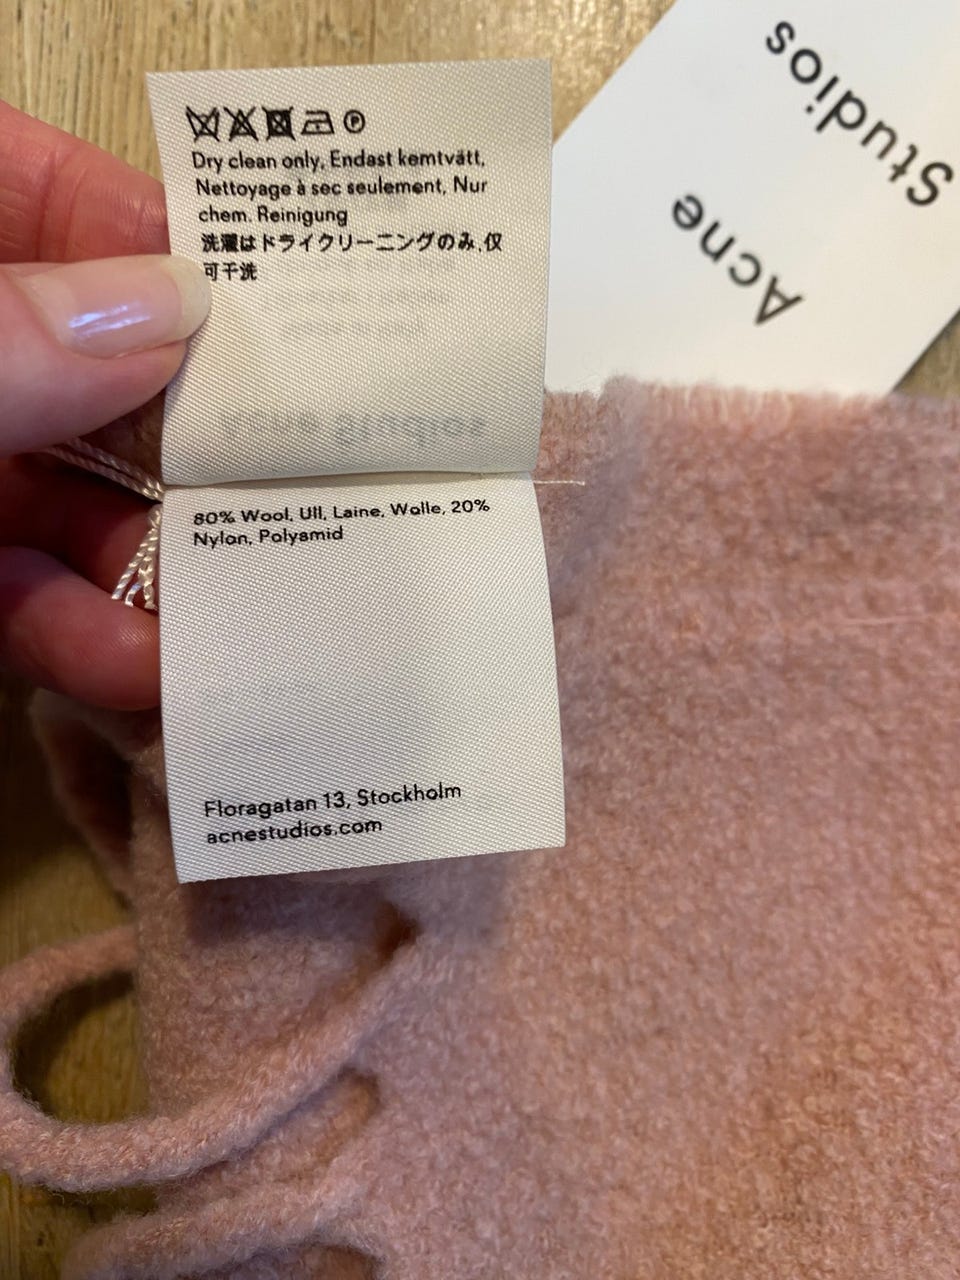 Dry clean only, Endast kemtvätt,
Nettoyage à sec seulement, Nur
chem. Reinigung
洗濯はドライクリーニングのみ,仅
可干洗
80% Wool, Ull, Laine, Wolle, 20%
Nylon, Polyamid
Floragatan 13, Stockholm
acnestudios.com
Acne
Studios